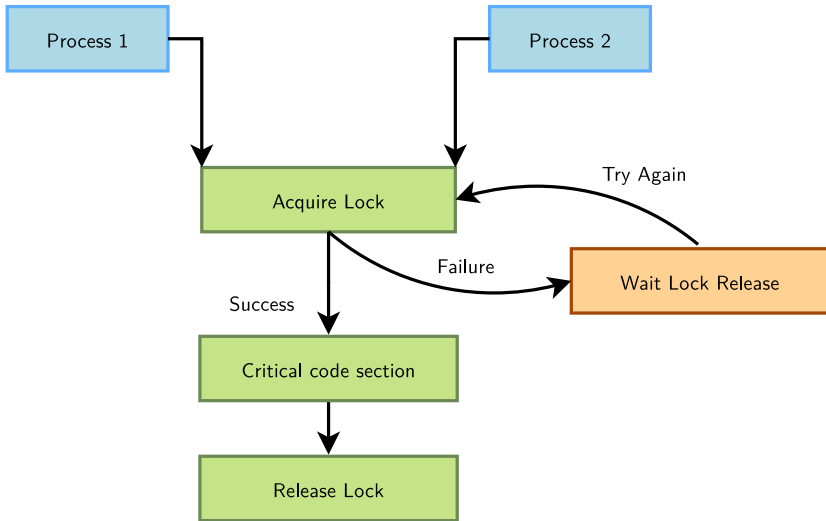 Process 1
Process 2
Try Again
Acquire Lock
Failure
Wait Lock Release
Success
Critical code section
Release Lock